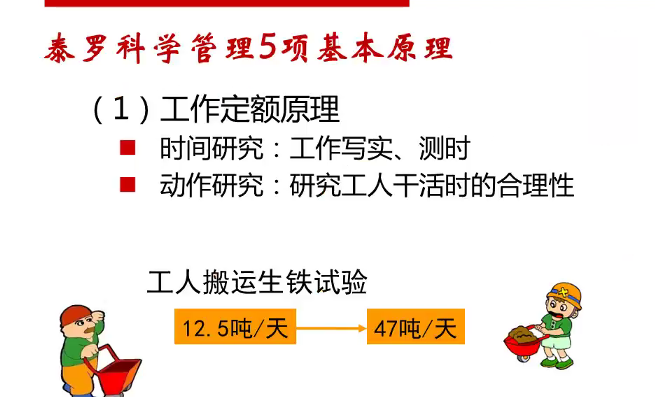 泰罗科学管理5项基本原理
（1）工作定额原理
时间研究：工作写实、测时
动作研究：研究工人干活时的合理性
工人搬运生铁试验
12.5吨/天
47吨/天